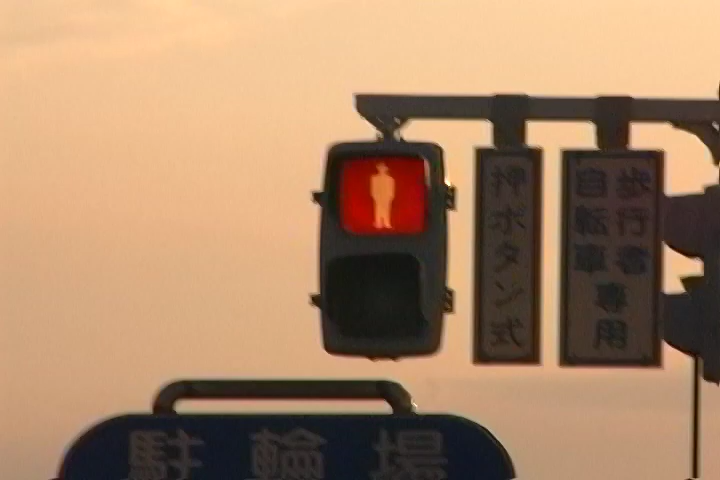 押ボタン式
歩行者
自転車
専用
駐輪場